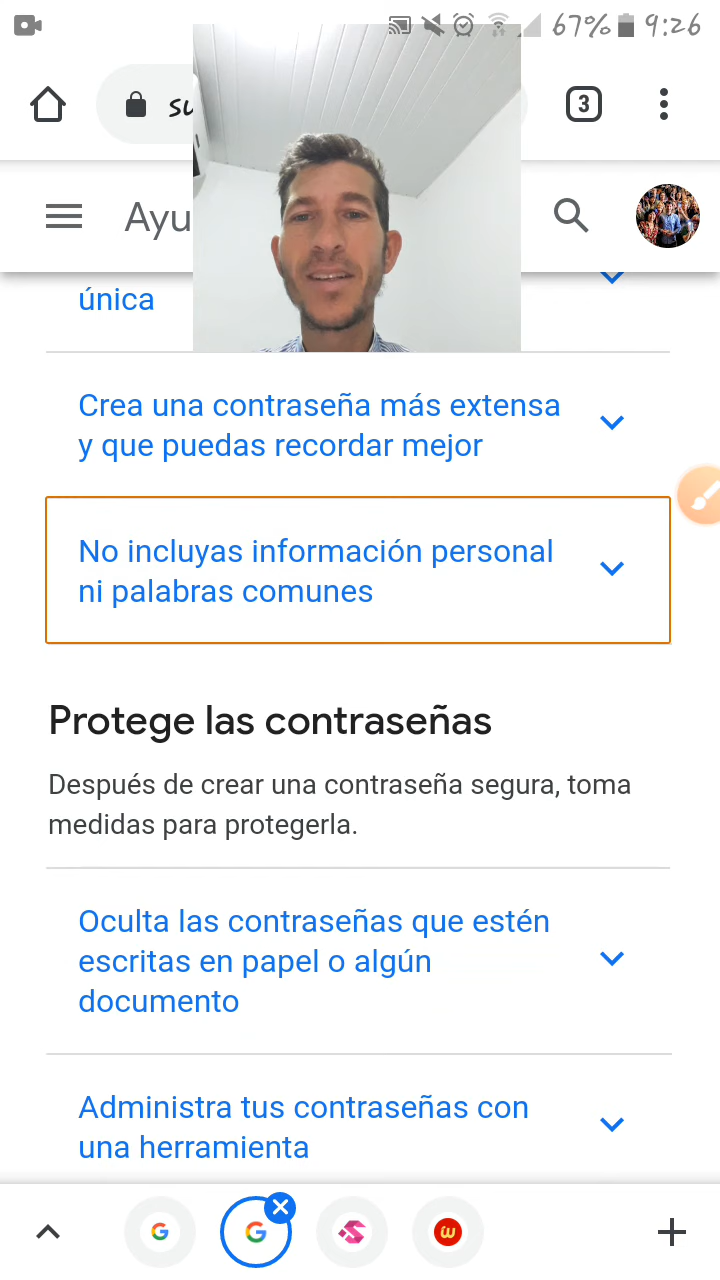 67% 9:26
su
3
Ayu
única
Crea una contraseña más extensa
y que puedas recordar mejor
No incluyas información personal
ni palabras comunes
Protege las contraseñas
Después de crear una contraseña segura, toma
medidas para protegerla.
Oculta las contraseñas que estén
escritas en papel o algún
documento
Administra tus contraseñas con
una herramienta